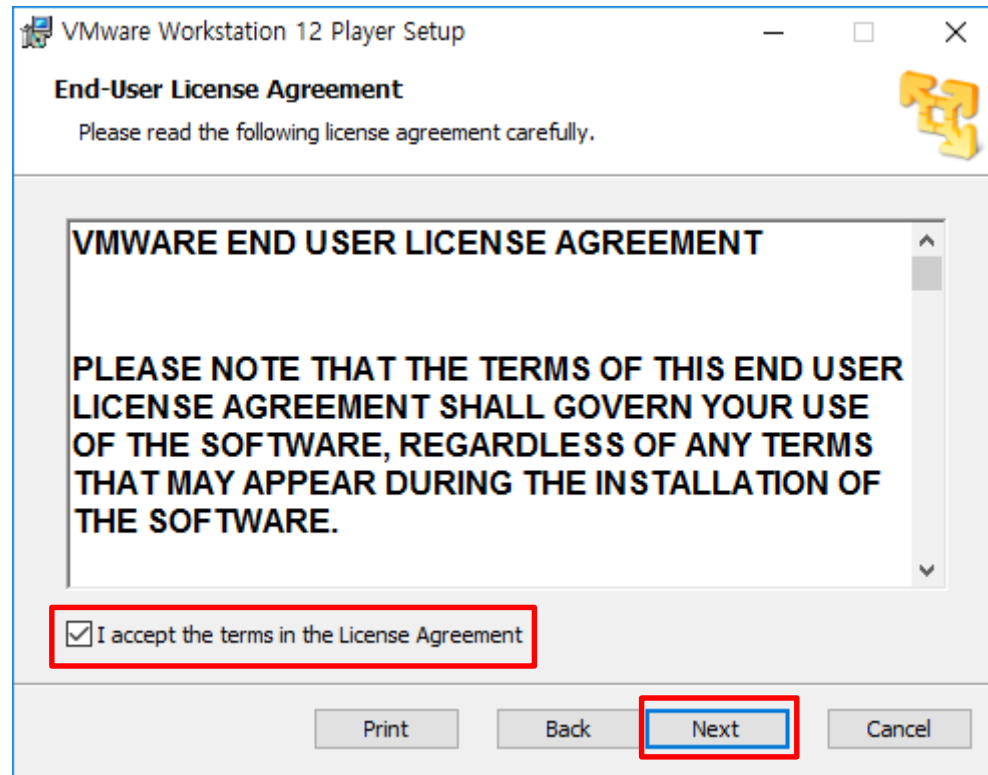 VMware Workstation 12 Player Setup
End-User License Agreement
Please read the following license agreement carefully.
VMWARE END USER LICENSE AGREEMENT
PLEASE NOTE THAT THE TERMS OF THIS END USER
LICENSE AGREEMENT SHALL GOVERN YOUR USE
OF THE SOFTWARE, REGARDLESS OF ANY TERMS
THAT MAY APPEAR DURING THE INSTALLATION OF
THE SOFTWARE.
I accept the terms in the License Agreement
Print Back Next Cancel